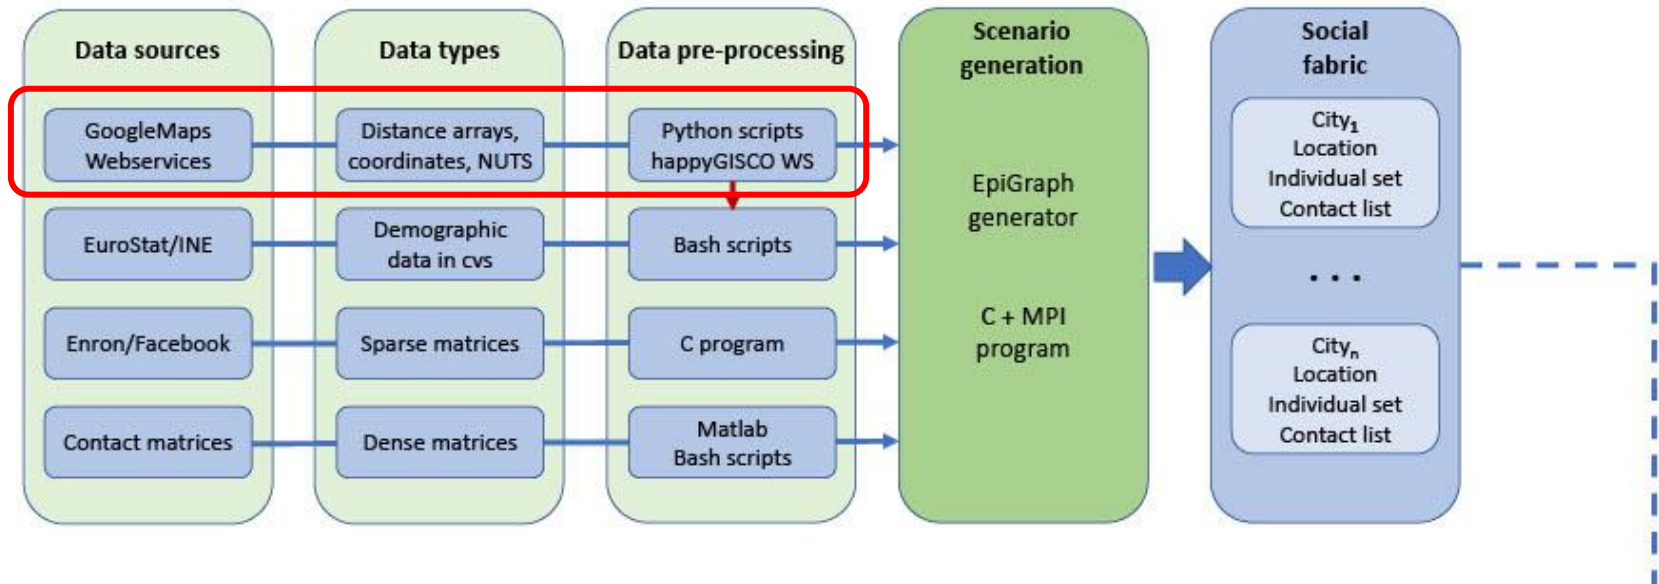 Data sources
GoogleMaps
Webservices
EuroStat/INE
Enron/Facebook
Contact matrices
Data types
Distance arrays,
coordinates, NUTS
Demographic
data in cvs
Sparse matrices
Dense matrices
Data pre-processing
Python scripts
happyGISCO WS
Bash scripts
C program
Matlab
Bash scripts
Scenario
generation
EpiGraph
generator
C + MPI
program
Social
fabric
City1
Location
Individual set
Contact list
...
Cityn
Location
Individual set
Contact list